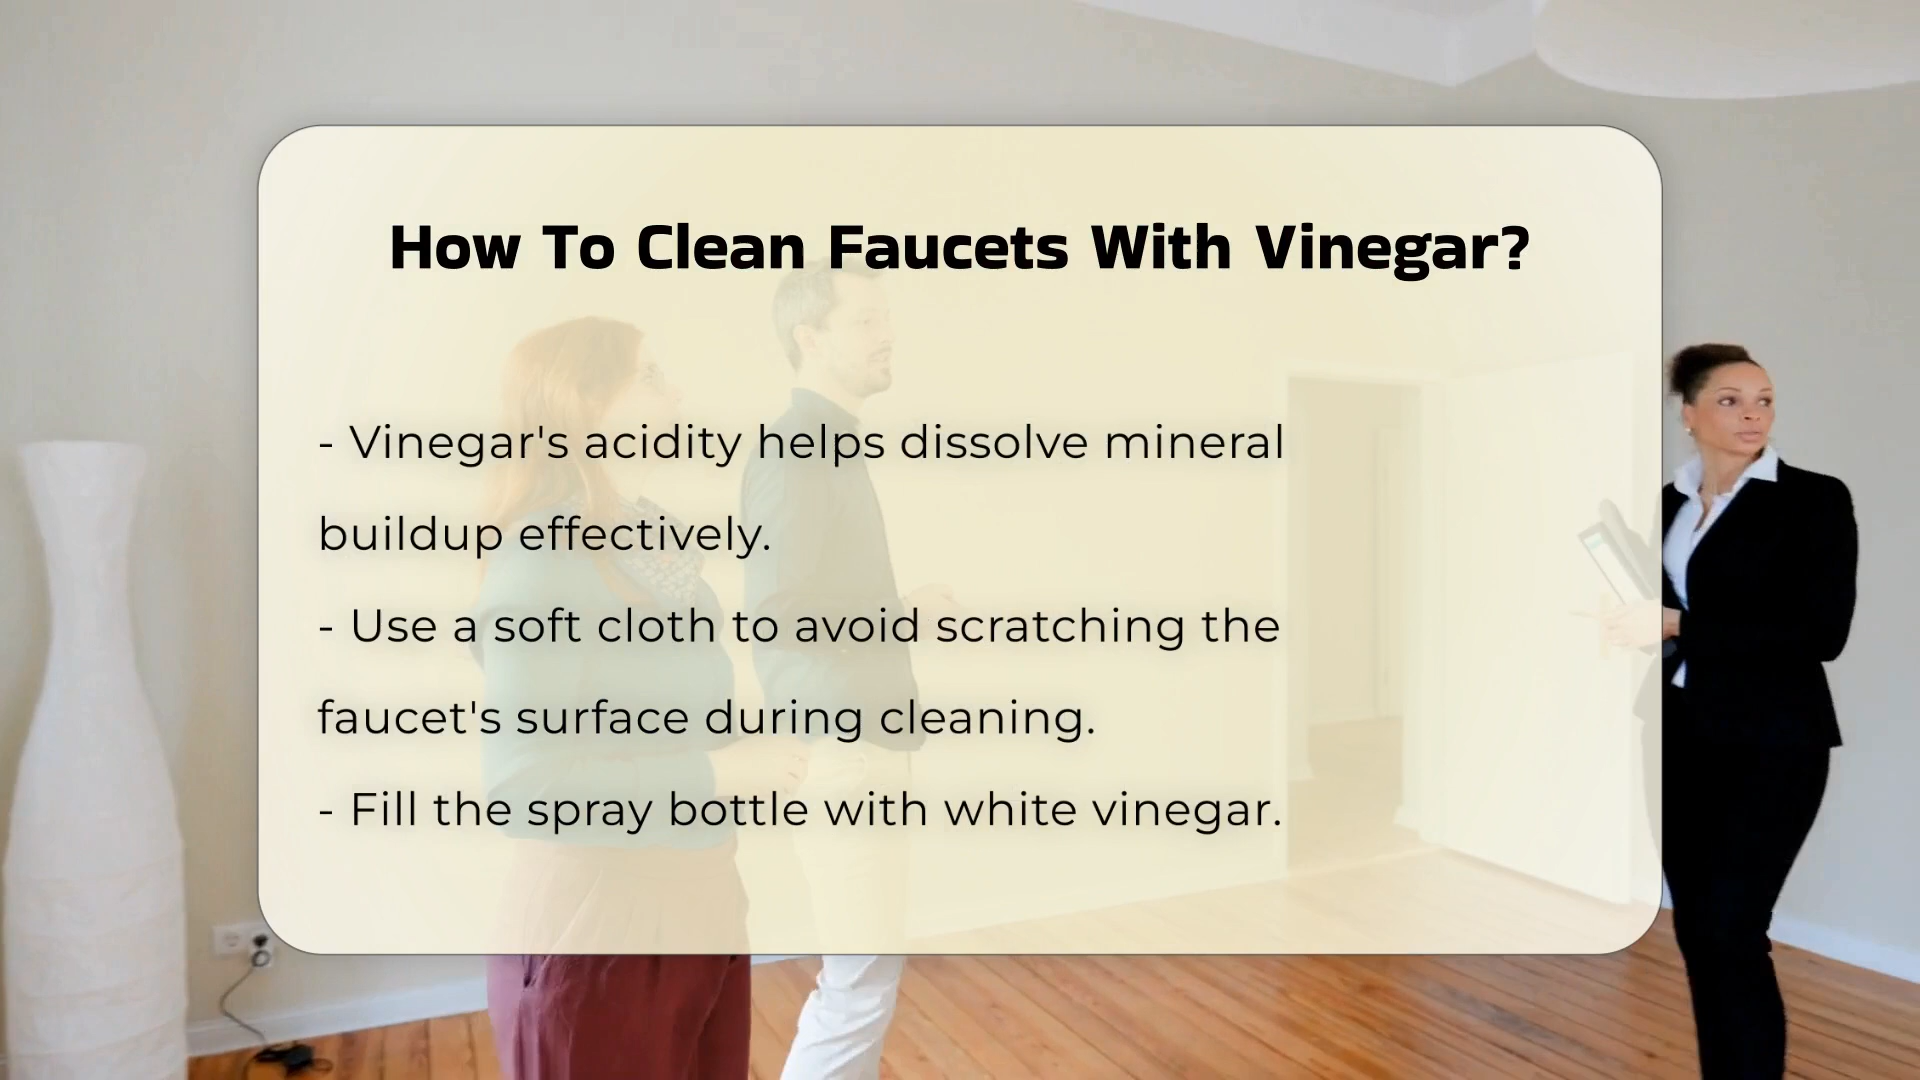 How To Clean Faucets With Vinegar?
- Vinegar's acidity helps dissolve mineral
buildup effectively.
- Use a soft cloth to avoid scratching the
faucet's surface during cleaning.
- Fill the spray bottle with white vinegar.